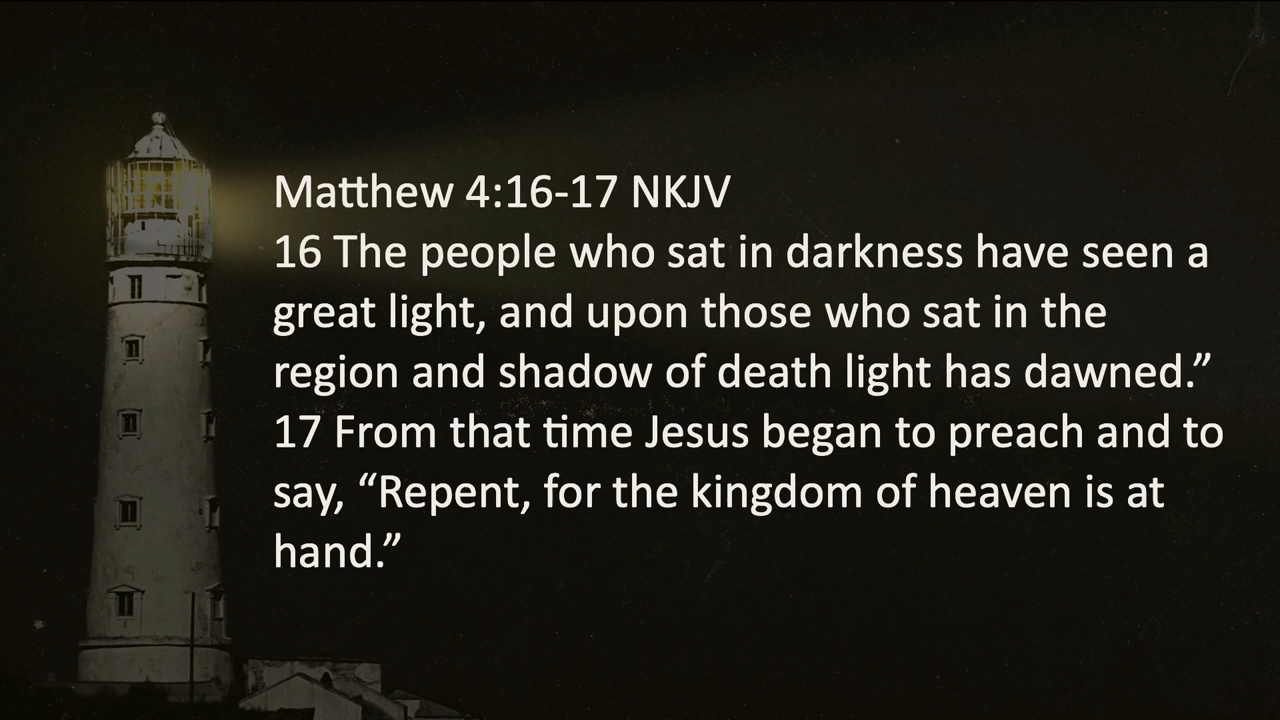 Matthew 4:16-17 NKJV
16 The people who sat in darkness have seen a
great light, and upon those who sat in the
region and shadow of death light has dawned.”
17 From that time Jesus began to preach and to
say, “Repent, for the kingdom of heaven is at
hand.”